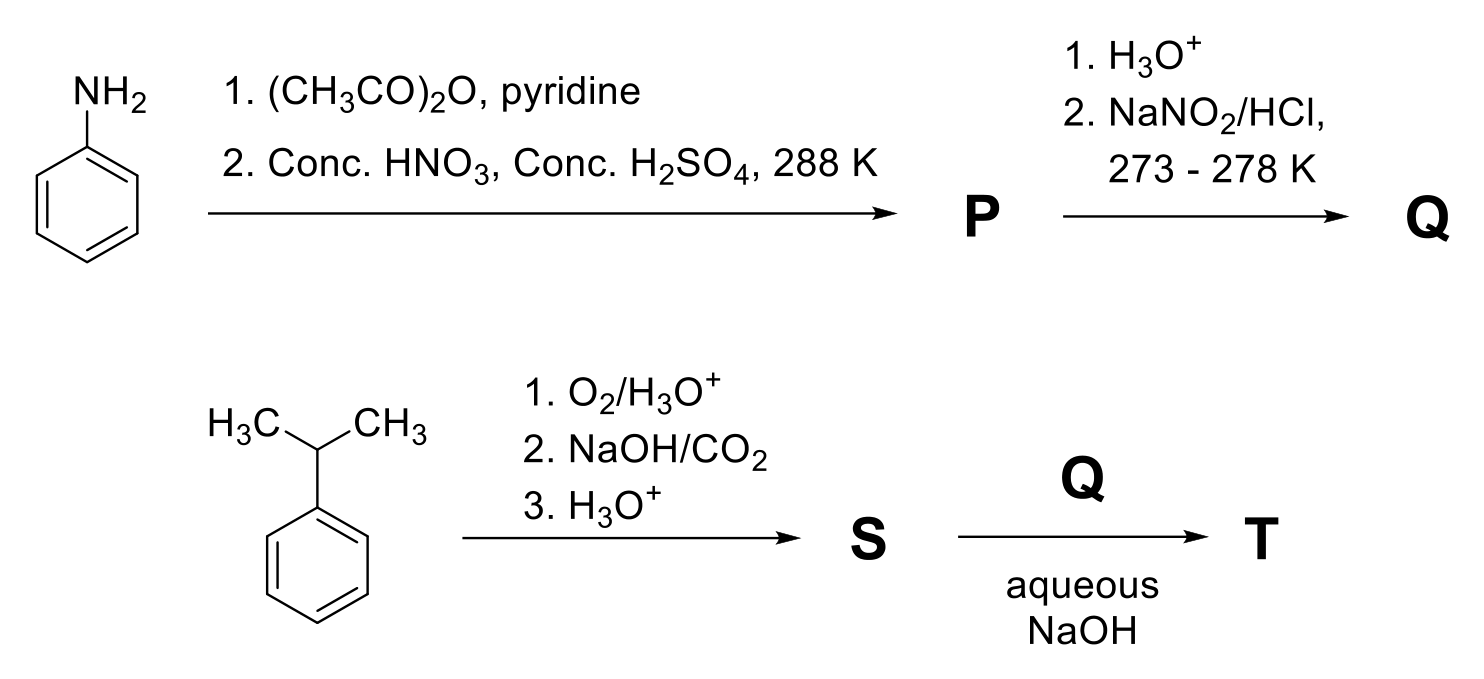 NH₂
1. (CH₃CO)₂O, pyridine
2. Conc. HNO₃, Conc. H₂SO₄, 288 K
P
1. H₃O⁺
2. NaNO₂/HCl,
273 - 278 K
Q
H₃C CH₃
1. O₂/H₃O⁺
2. NaOH/CO₂
3. H₃O⁺
S
Q
aqueous
NaOH
T